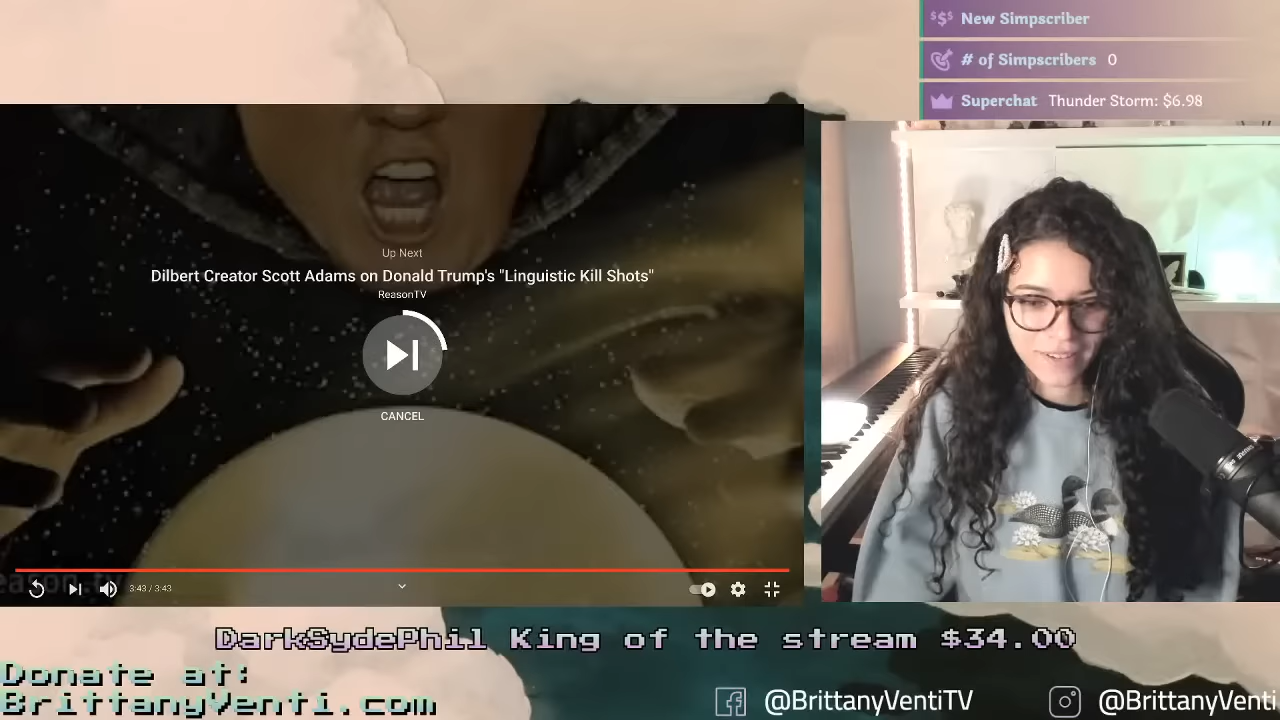 New Simpscriber
# of Simpscribers 0
Superchat Thunder Storm: $6.98
Up Next
Dilbert Creator Scott Adams on Donald Trump's "Linguistic Kill Shots"
ReasonTV
CANCEL
3:43 / 3:43
DarkSydePhil King of the stream $34.00
Donate at:
BrittanyVenti.com
@BrittanyVentiTV
@BrittanyVenti